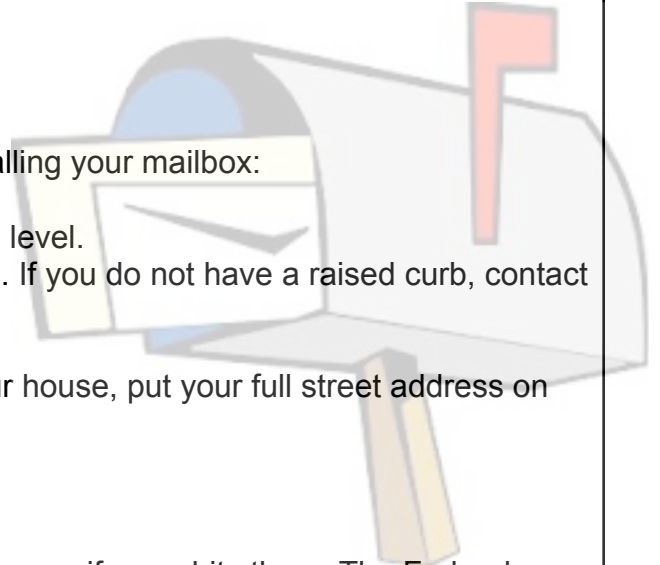 alling your mailbox:
level.
. If you do not have a raised curb, contact
r house, put your full street address on